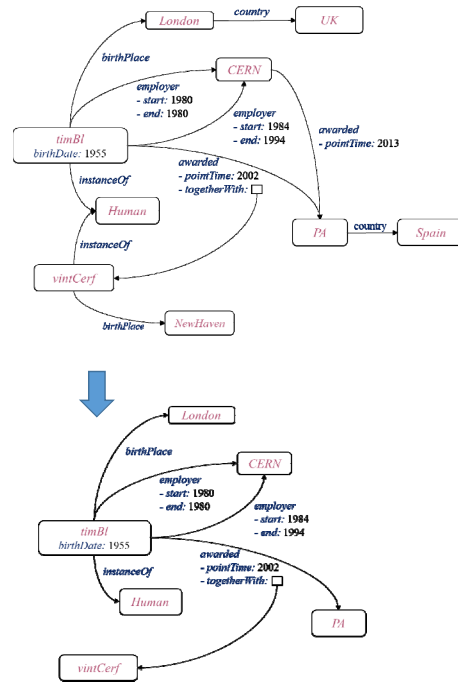 country
London
UK
birthPlace
CERN
employer
- start: 1980
- end: 1980
employer
- start: 1984
- end: 1994
awarded
- pointTime: 2013
timBl
birthDate: 1955
awarded
- pointTime: 2002
- togetherWith:
instanceOf
Human
PA
country
Spain
instanceOf
vintCerf
birthPlace
NewHaven
London
birthPlace
CERN
employer
- start: 1980
- end: 1980
employer
- start: 1984
- end: 1994
timBl
birthDate: 1955
awarded
- pointTime: 2002
- togetherWith:
instanceOf
Human
PA
vintCerf